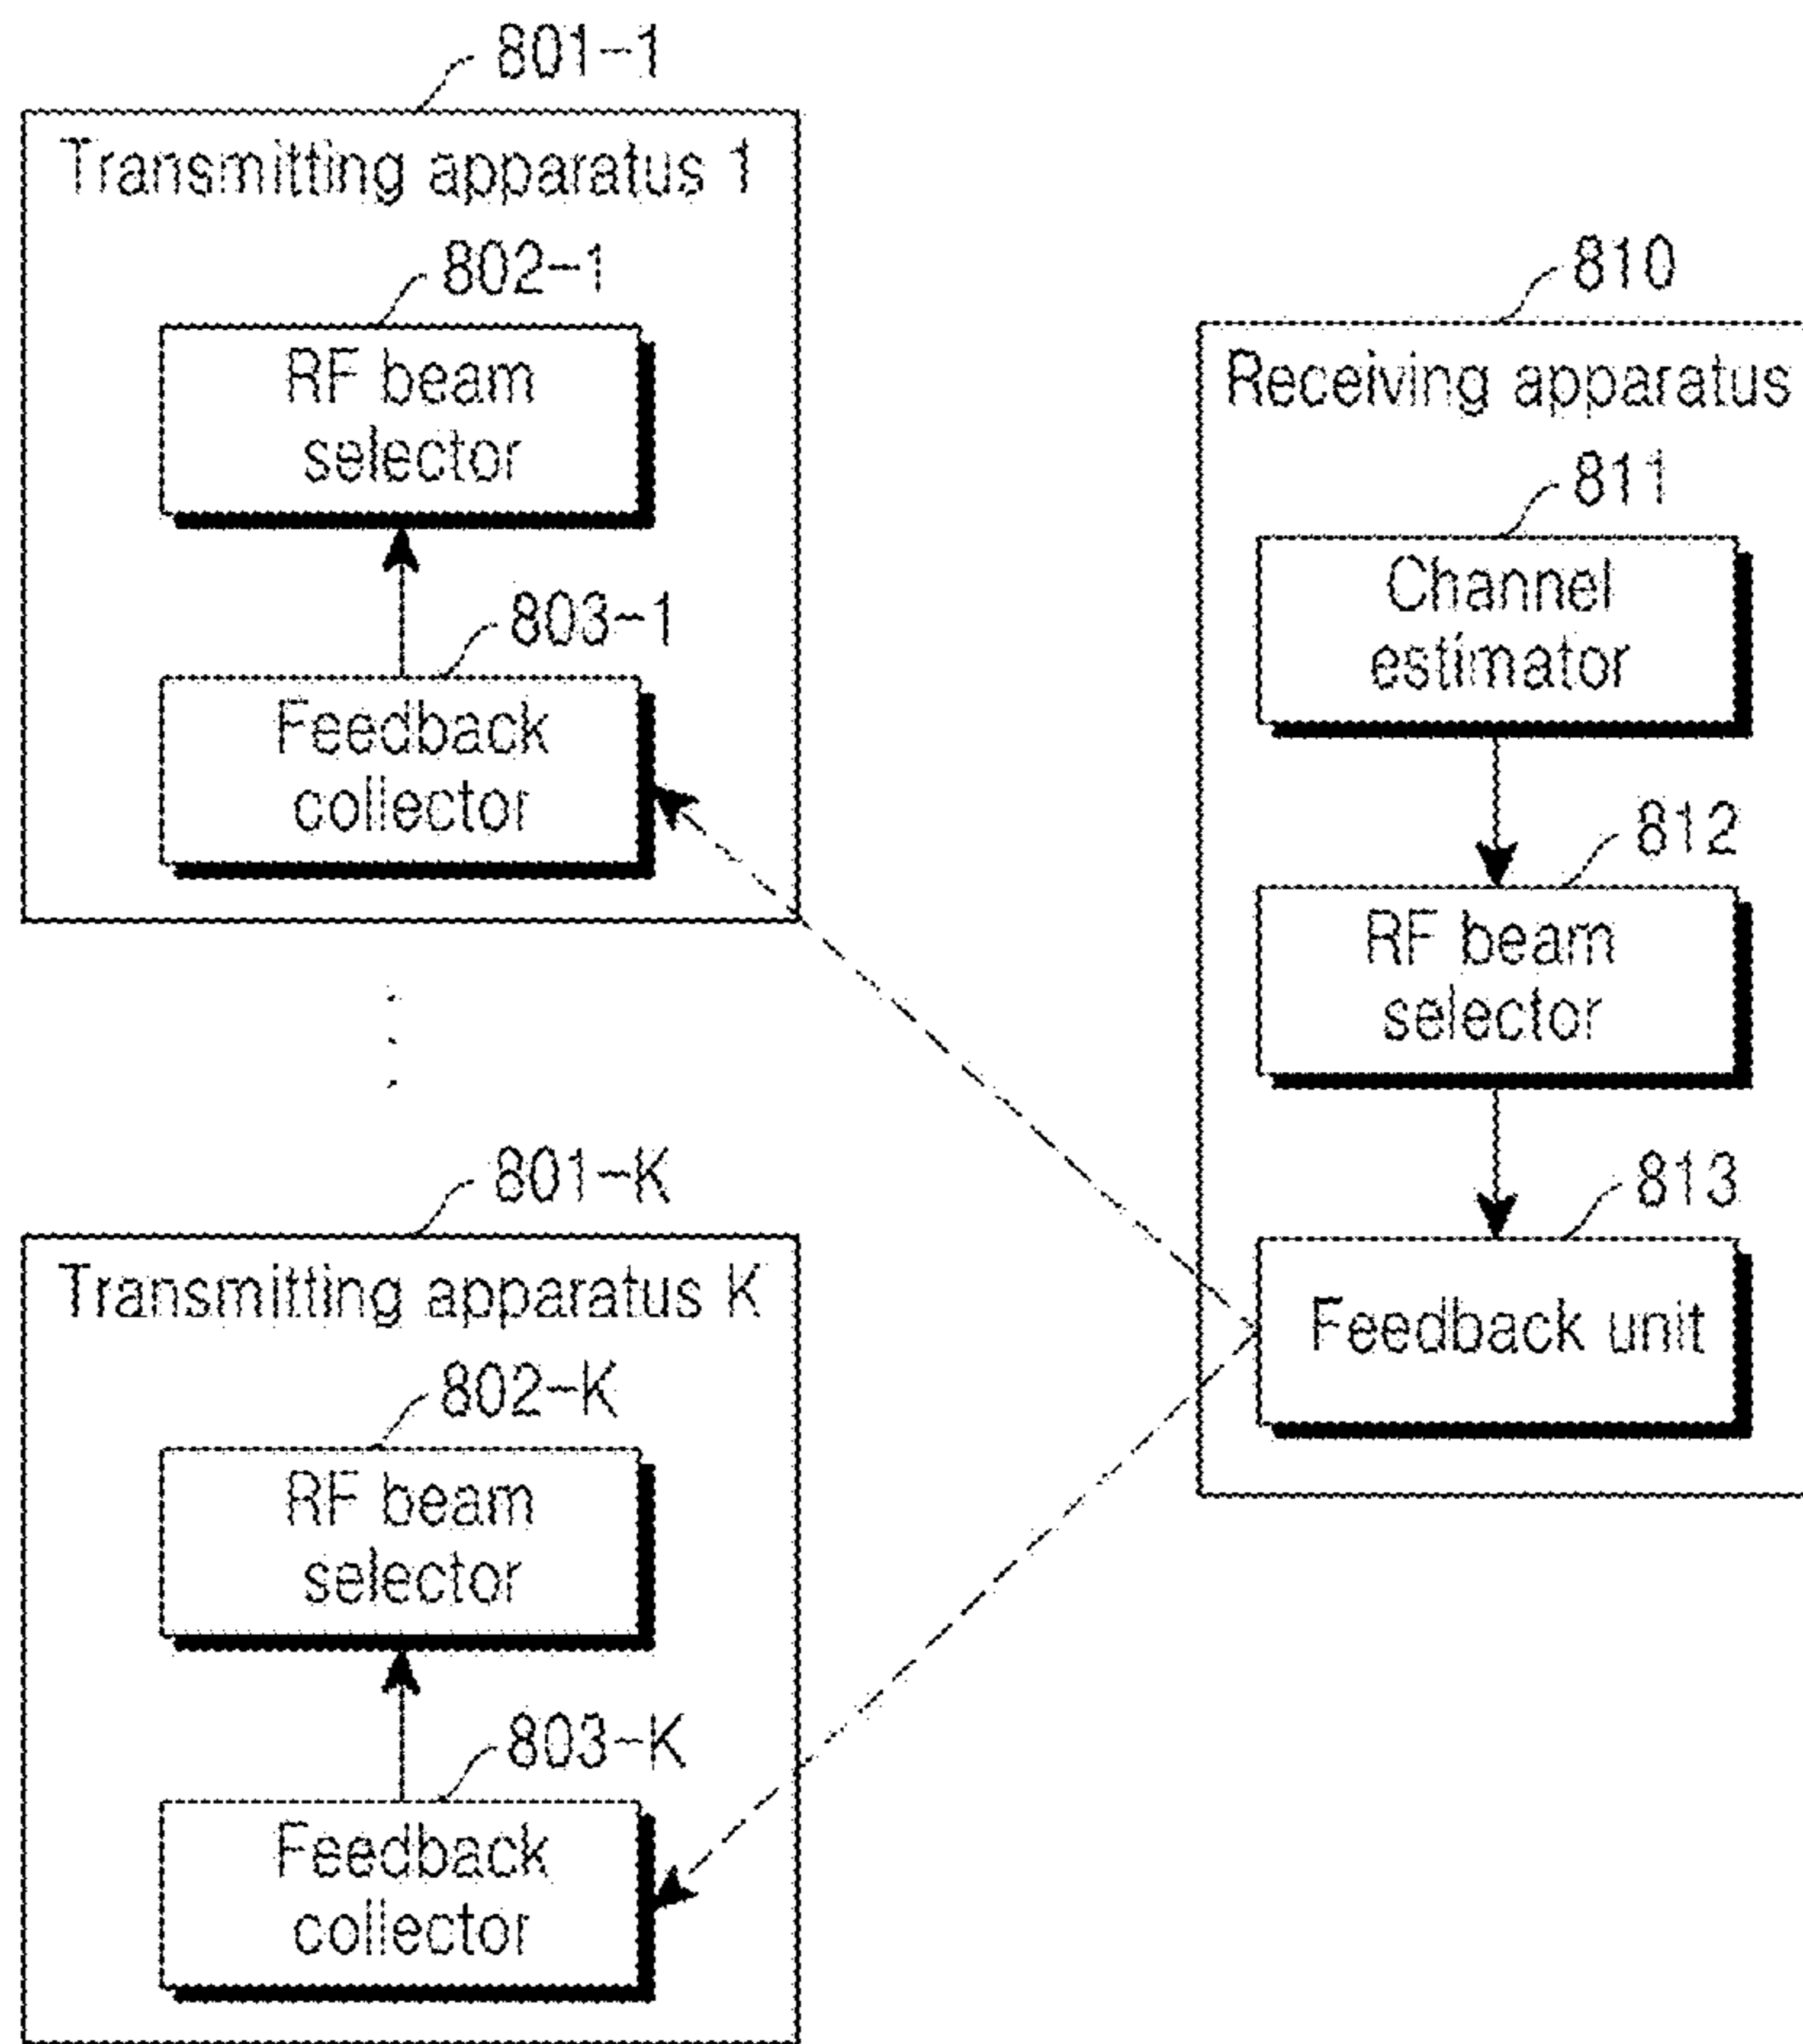 801-1
Transmitting apparatus 1
802-1
RF beam
selector
803-1
Feedback
collector
801-K
Transmitting apparatus K
802-K
RF beam
selector
803-K
Feedback
collector
810
Receiving apparatus
811
Channel
estimator
812
RF beam
selector
813
Feedback unit